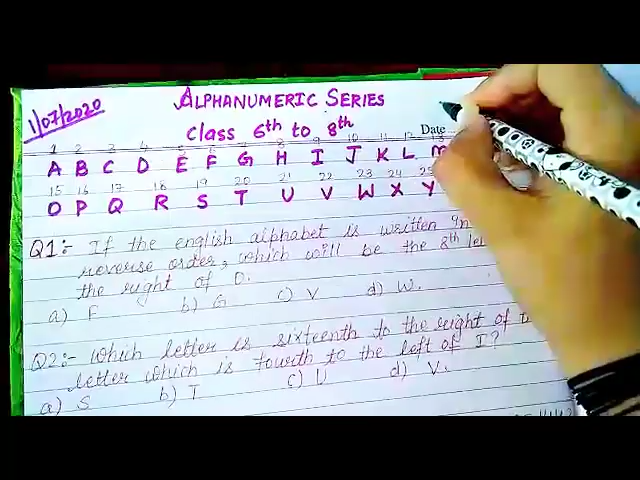 1/07/2020
ALPHANUMERIC SERIES
Class 6th to 8th
Date
1 2 3 4 5 6 7 8 9 10 11 12 13
A B C D E F G H I J K L M
15 16 17 18 19 20 21 22 23 24 25
O P Q R S T U V W X Y
Q1:- If the english alphabet is written in
reverse order, which will be the 8th
the right of O.
a) F b) G c) V d) W.
Q2:- Which letter is sixteenth to the right of
letter which is fourth to the left of I?
a) S b) T c) U d) V.